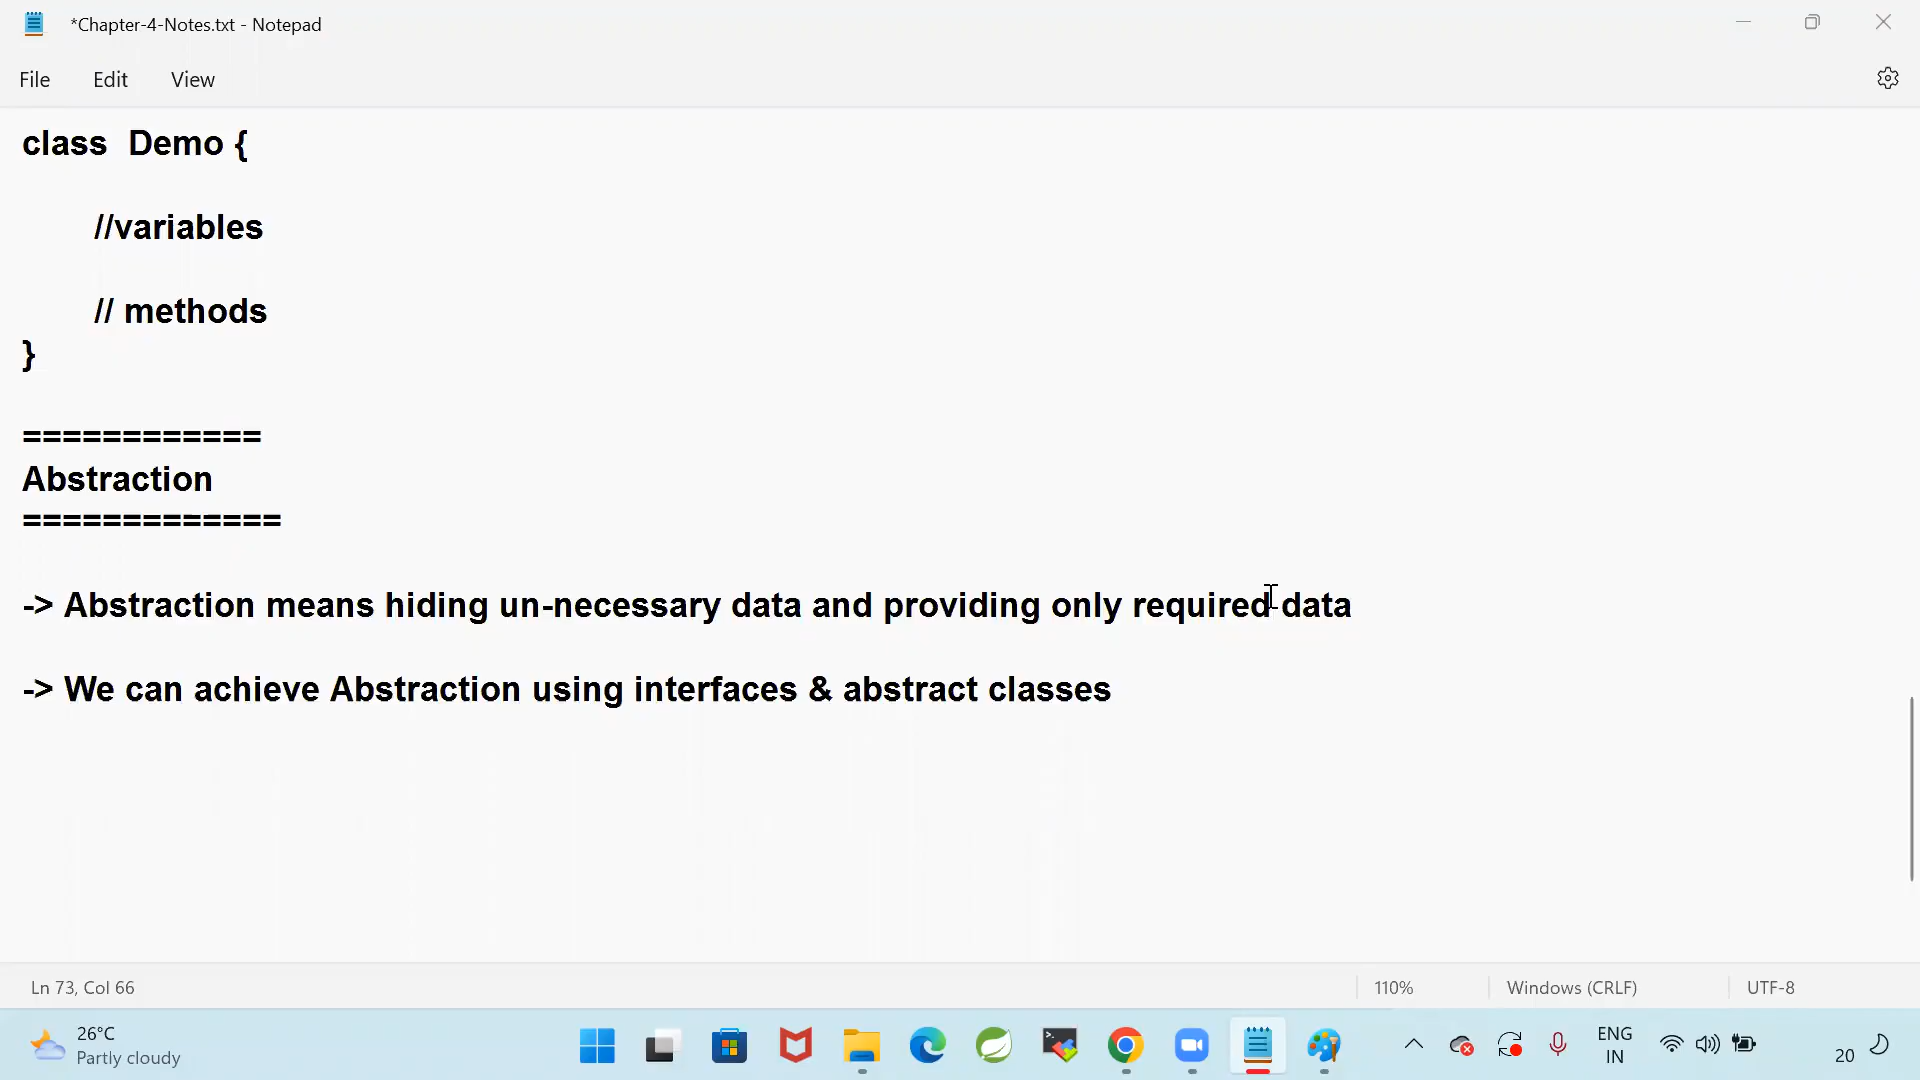 *Chapter-4-Notes.txt - Notepad
File Edit View
class  Demo {
//variables
// methods
}
============
Abstraction
=============
-> Abstraction means hiding un-necessary data and providing only required data
-> We can achieve Abstraction using interfaces & abstract classes
Ln 73, Col 66
110%
Windows (CRLF)
UTF-8
26°C
Partly cloudy
ENG
IN
20